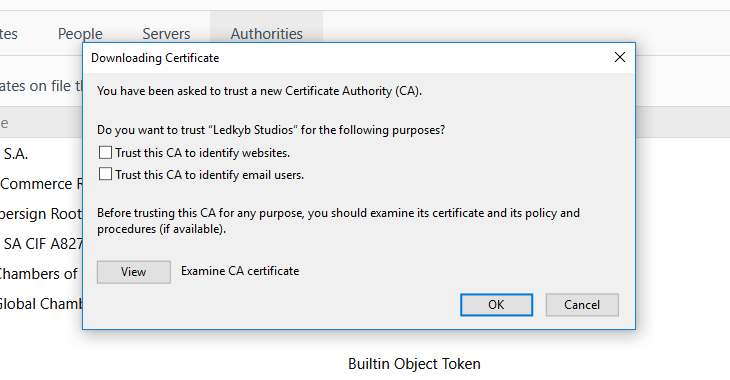 tes People Servers Authorities
Downloading Certificate
ates on file th
You have been asked to trust a new Certificate Authority (CA).
e
Do you want to trust “Ledkyb Studios” for the following purposes?
S.A.
Trust this CA to identify websites.
Commerce R
Trust this CA to identify email users.
persign Root
Before trusting this CA for any purpose, you should examine its certificate and its policy and
procedures (if available).
SA CIF A827
Chambers of
View Examine CA certificate
Global Chamb
OK Cancel
Builtin Object Token